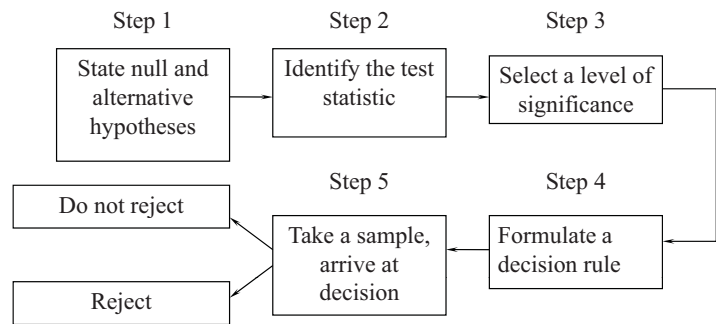 Step 1
State null and
alternative
hypotheses
Step 2
Identify the test
statistic
Step 3
Select a level of
significance
Step 4
Formulate a
decision rule
Step 5
Take a sample,
arrive at
decision
Do not reject
Reject